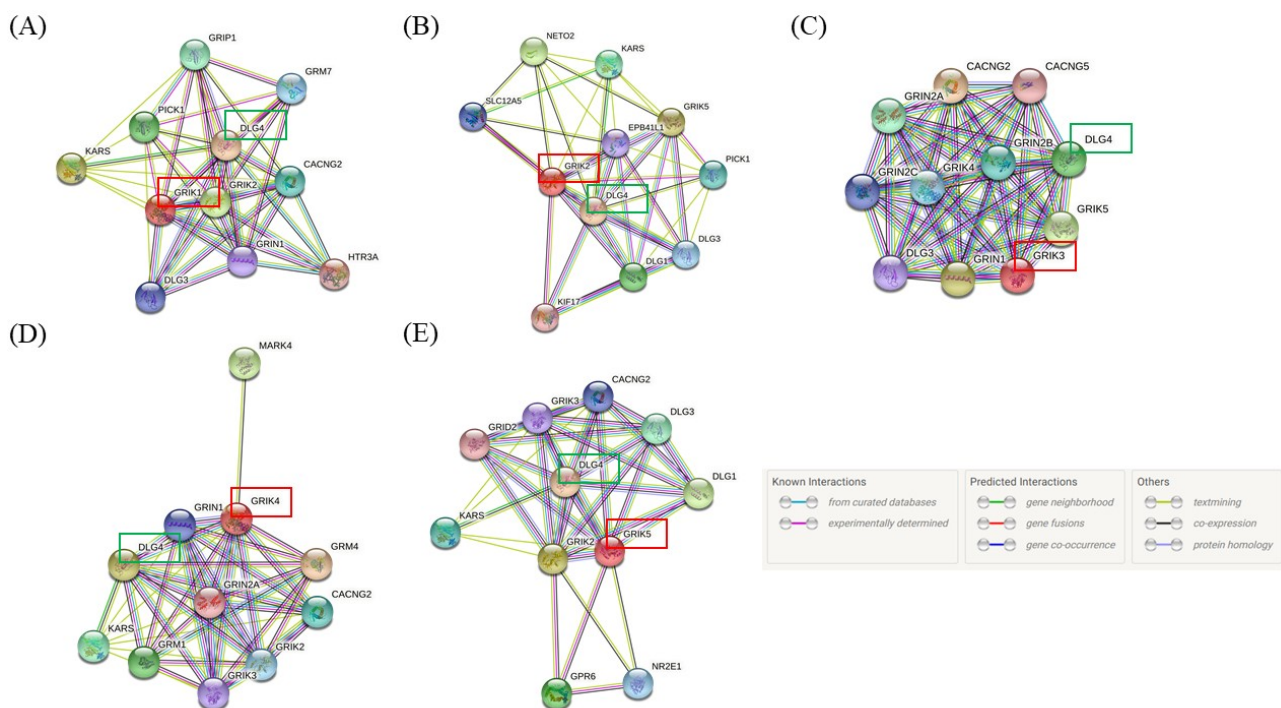 (A)
GRIP1
GRM7
PICK1
DLG4
KARS
CACNG2
GRIK1
GRIK2
GRIN1
HTR3A
DLG3
(B)
NETO2
KARS
SLC12A5
GRIK5
EPB41L1
GRIK2
PICK1
DLG4
DLG3
DLG1
KIF17
(C)
CACNG2
CACNG5
GRIN2A
GRIN2B
DLG4
GRIN2C
GRIK4
GRIK5
DLG3
GRIN1
GRIK3
(D)
MARK4
GRIN1
GRIK4
DLG4
GRM4
GRIN2A
CACNG2
KARS
GRM1
GRIK2
GRIK3
(E)
CACNG2
GRIK3
DLG3
GRID2
DLG4
DLG1
KARS
GRIK5
GRIK2
NR2E1
GPR6
Known Interactions
from curated databases
experimentally determined
Predicted Interactions
gene neighborhood
gene fusions
gene co-occurrence
Others
textmining
co-expression
protein homology